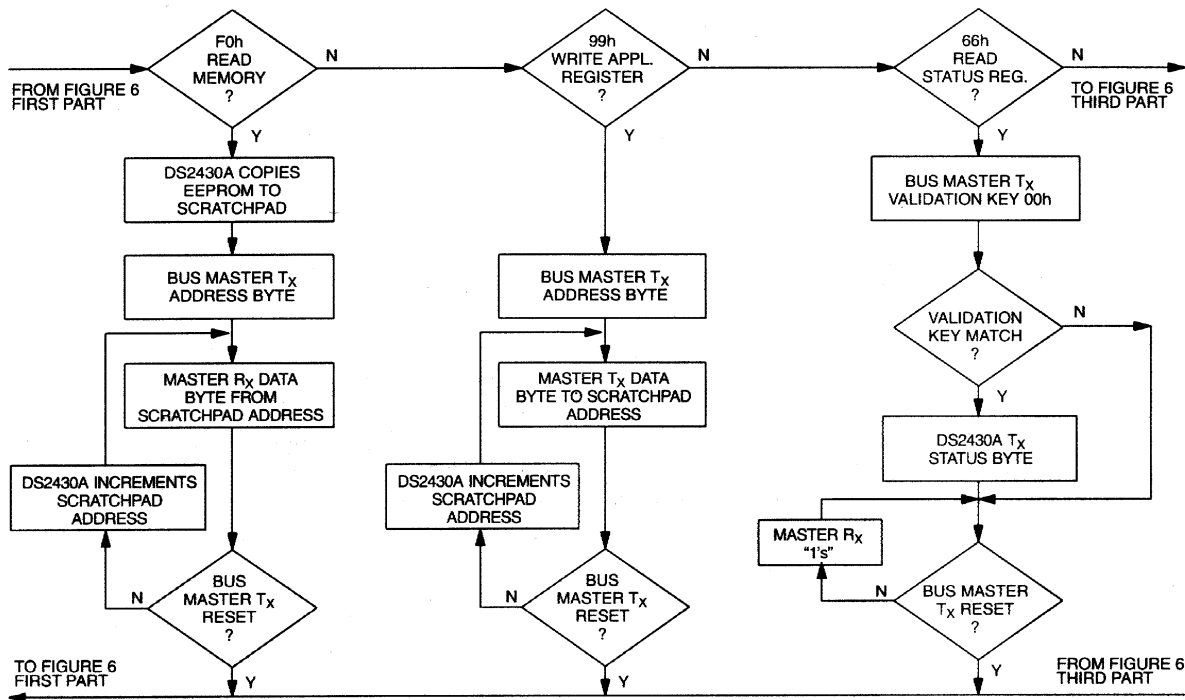 F0h
READ
MEMORY
?
N
Y
FROM FIGURE 6
FIRST PART
99h
WRITE APPL.
REGISTER
?
N
66h
READ
STATUS REG.
?
N
Y
TO FIGURE 6
THIRD PART
DS2430A COPIES
EEPROM TO
SCRATCHPAD
BUS MASTER TX
VALIDATION KEY 00h
BUS MASTER TX
ADDRESS BYTE
BUS MASTER TX
ADDRESS BYTE
VALIDATION
KEY MATCH
?
N
Y
MASTER RX DATA
BYTE FROM
SCRATCHPAD ADDRESS
MASTER TX DATA
BYTE TO SCRATCHPAD
ADDRESS
DS2430A TX
STATUS BYTE
DS2430A INCREMENTS
SCRATCHPAD
ADDRESS
DS2430A INCREMENTS
SCRATCHPAD
ADDRESS
MASTER RX
“1's”
BUS
MASTER TX
RESET
?
N
Y
BUS
MASTER TX
RESET
?
N
Y
BUS MASTER
TX RESET
?
N
Y
TO FIGURE 6
FIRST PART
FROM FIGURE 6
THIRD PART
Y